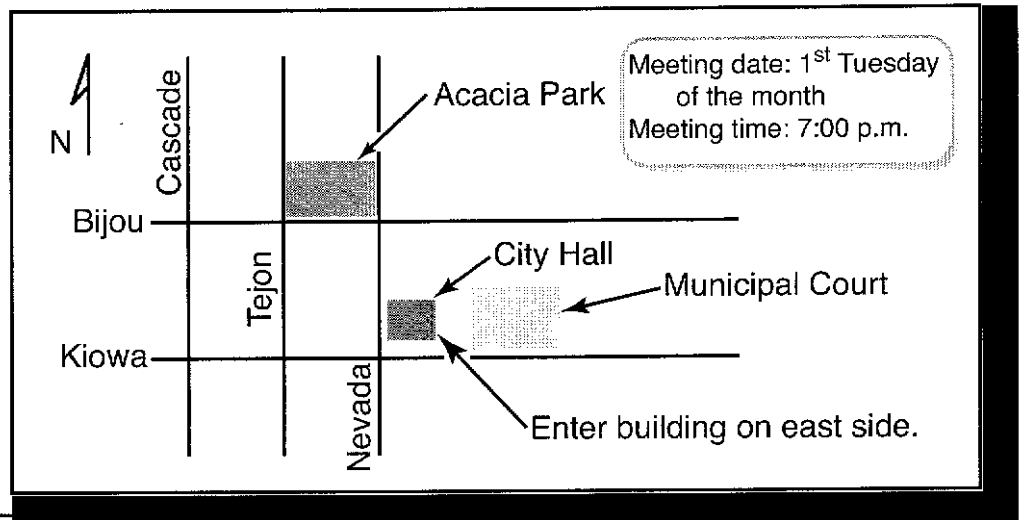 Meeting date: 1st Tuesday
of the month
Meeting time: 7:00 p.m.
Acacia Park
N
Cascade
Bijou
City Hall
Tejon
Municipal Court
Kiowa
Nevada
Enter building on east side.